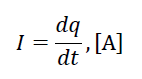 I = dq/dt, [A]